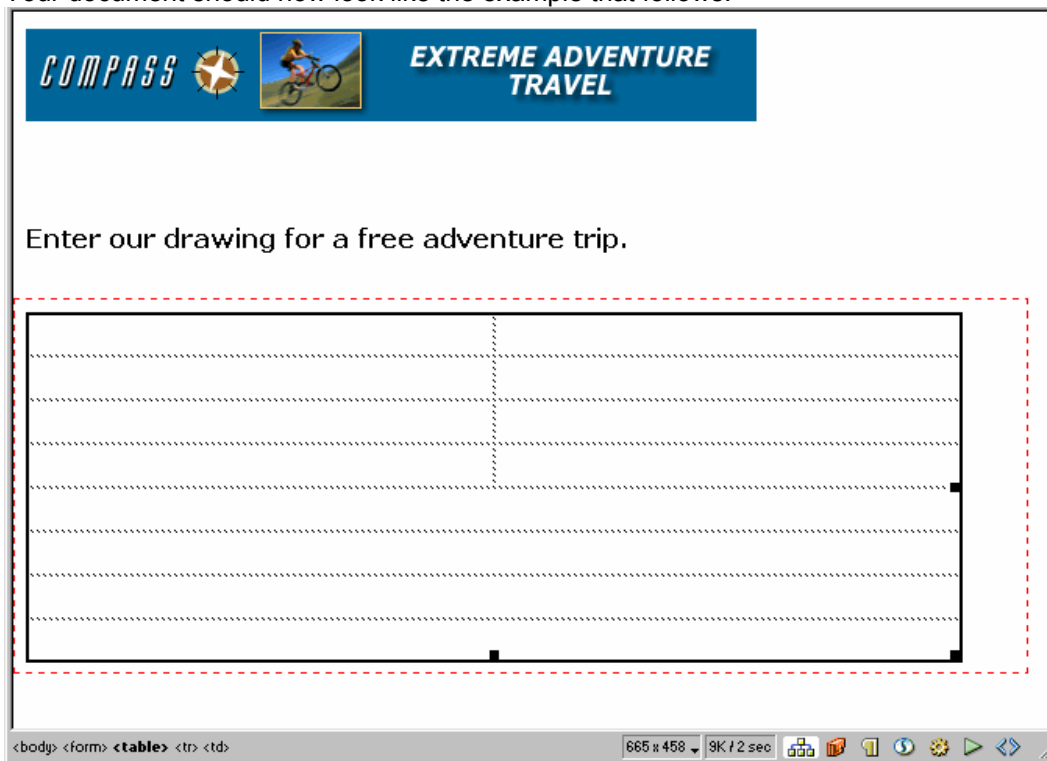 Your document should now look like the example that follows.
COMPASS
EXTREME ADVENTURE
TRAVEL
Enter our drawing for a free adventure trip.
<body> <form> <table> <tr> <td>
665 x 458
9K / 2 sec